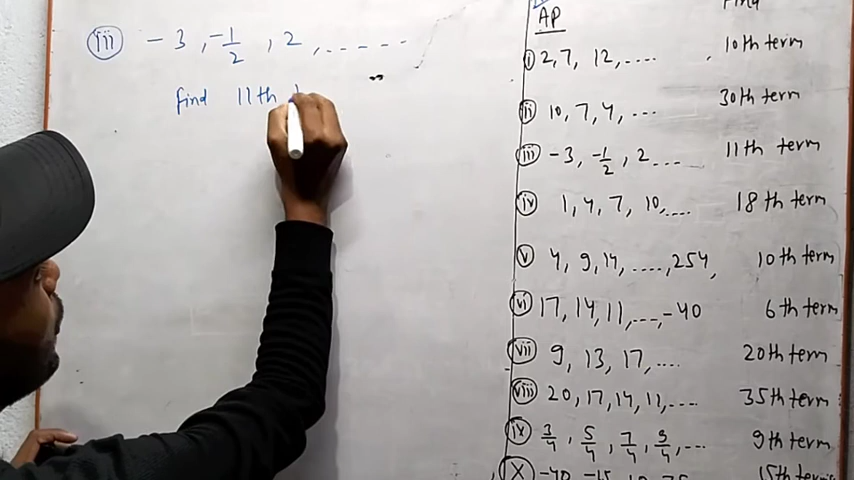 (iii) -3, -1/2, 2, ------
find 11th
Find
AP
(i) 2, 7, 12, .... 10th term
(ii) 10, 7, 4, ... 30th term
(iii) -3, -1/2, 2 ... 11th term
(iv) 1, 4, 7, 10, .... 18th term
(v) 4, 9, 14, ...., 254, 10th term
(vi) 17, 14, 11, ...., -40 6th term
(vii) 9, 13, 17, .... 20th term
(viii) 20, 17, 14, 11, .... 35th term
(ix) 3/4, 5/4, 7/4, 9/4, ... 9th term
(X) -40, -15, 10, 35 15th term